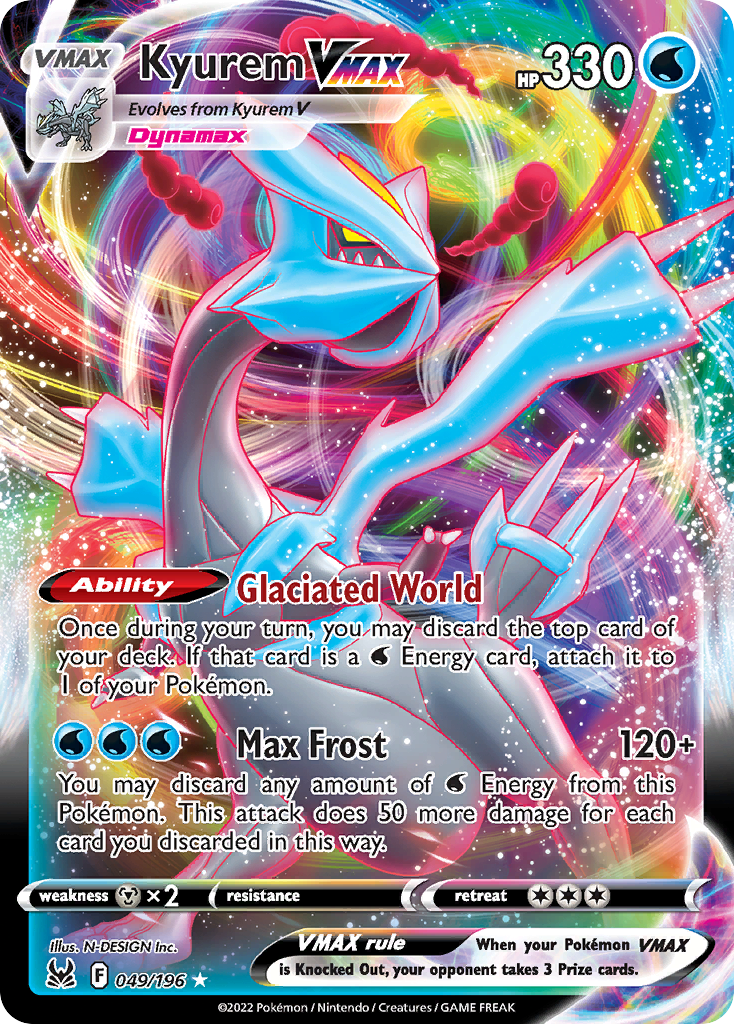 VMAX
Kyurem VMAX
HP 330
Evolves from Kyurem V
Dynamax
Ability Glaciated World
Once during your turn, you may discard the top card of
your deck. If that card is a Energy card, attach it to
1 of your Pokémon.
Max Frost 120+
You may discard any amount of Energy from this
Pokémon. This attack does 50 more damage for each
card you discarded in this way.
weakness ×2 resistance retreat
Illus. N-DESIGN Inc.
VMAX rule When your Pokémon VMAX
is Knocked Out, your opponent takes 3 Prize cards.
F 049/196 ★
©2022 Pokémon / Nintendo / Creatures / GAME FREAK